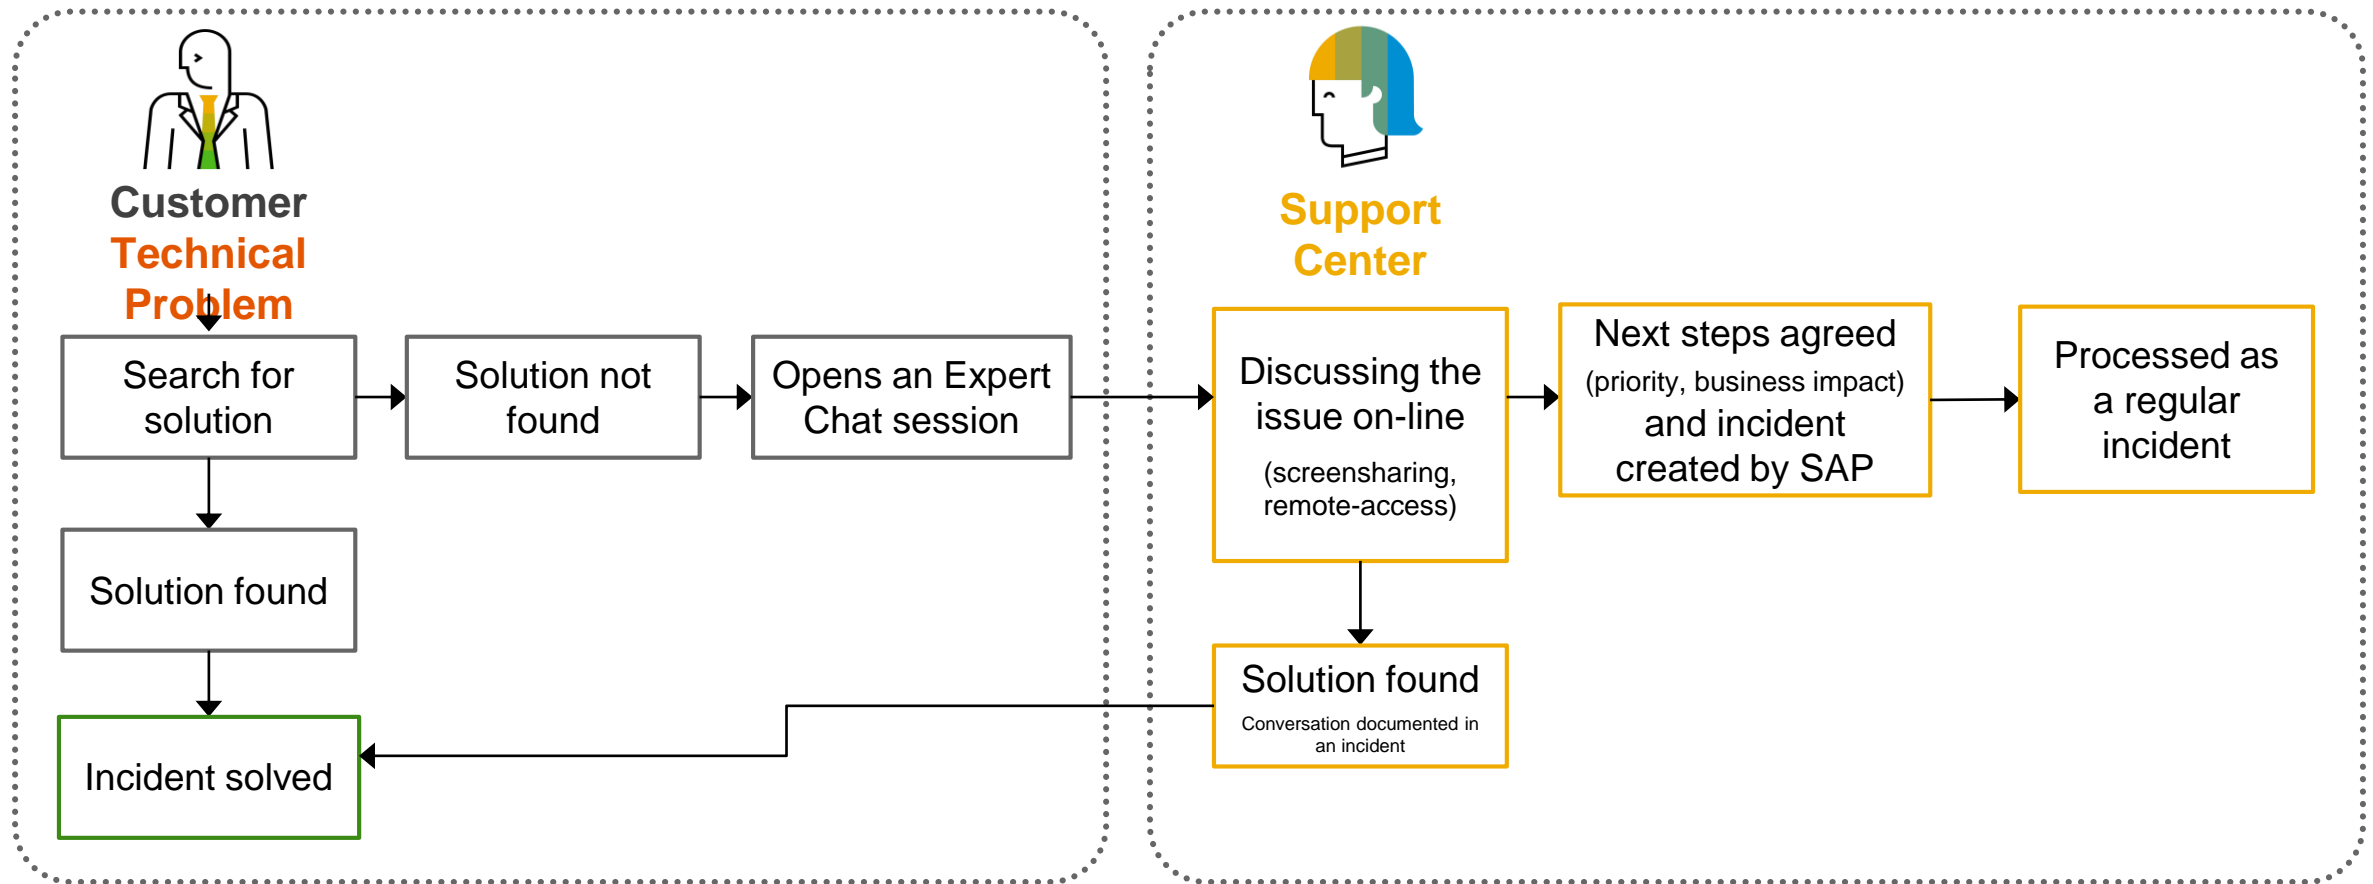 Customer
Technical
Problem
Search for
solution
Solution not
found
Opens an Expert
Chat session
Solution found
Incident solved
Support
Center
Discussing the
issue on-line
(screensharing,
remote-access)
Next steps agreed
(priority, business impact)
and incident
created by SAP
Processed as
a regular
incident
Solution found
Conversation documented in
an incident